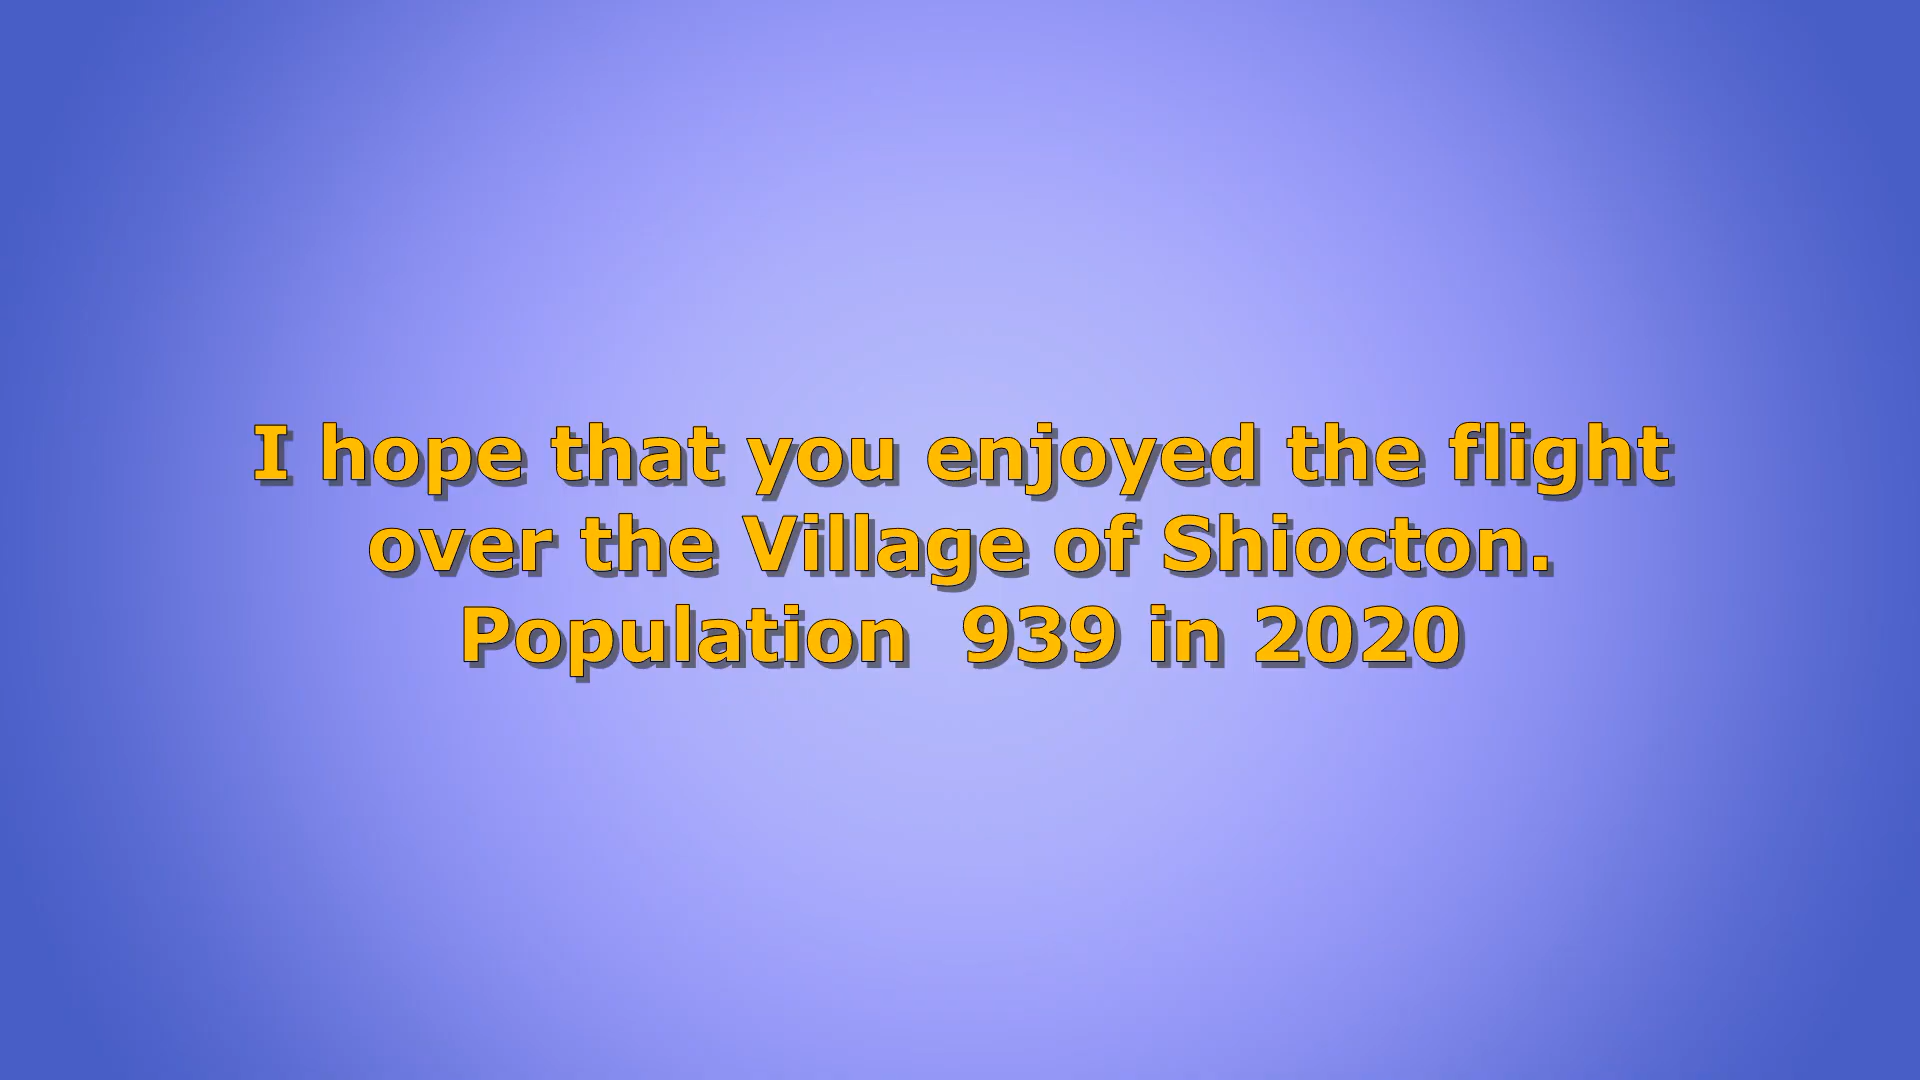 I hope that you enjoyed the flight
over the Village of Shiocton.
Population  939 in 2020